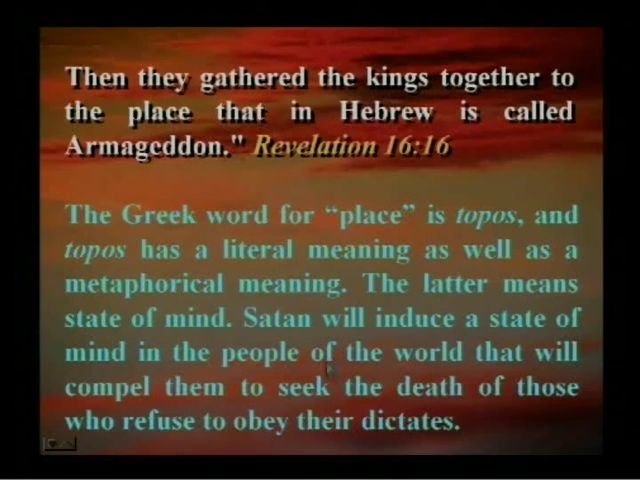 Then they gathered the kings together to
the place that in Hebrew is called
Armageddon." Revelation 16:16
The Greek word for “place” is topos, and
topos has a literal meaning as well as a
metaphorical meaning. The latter means
state of mind. Satan will induce a state of
mind in the people of the world that will
compel them to seek the death of those
who refuse to obey their dictates.